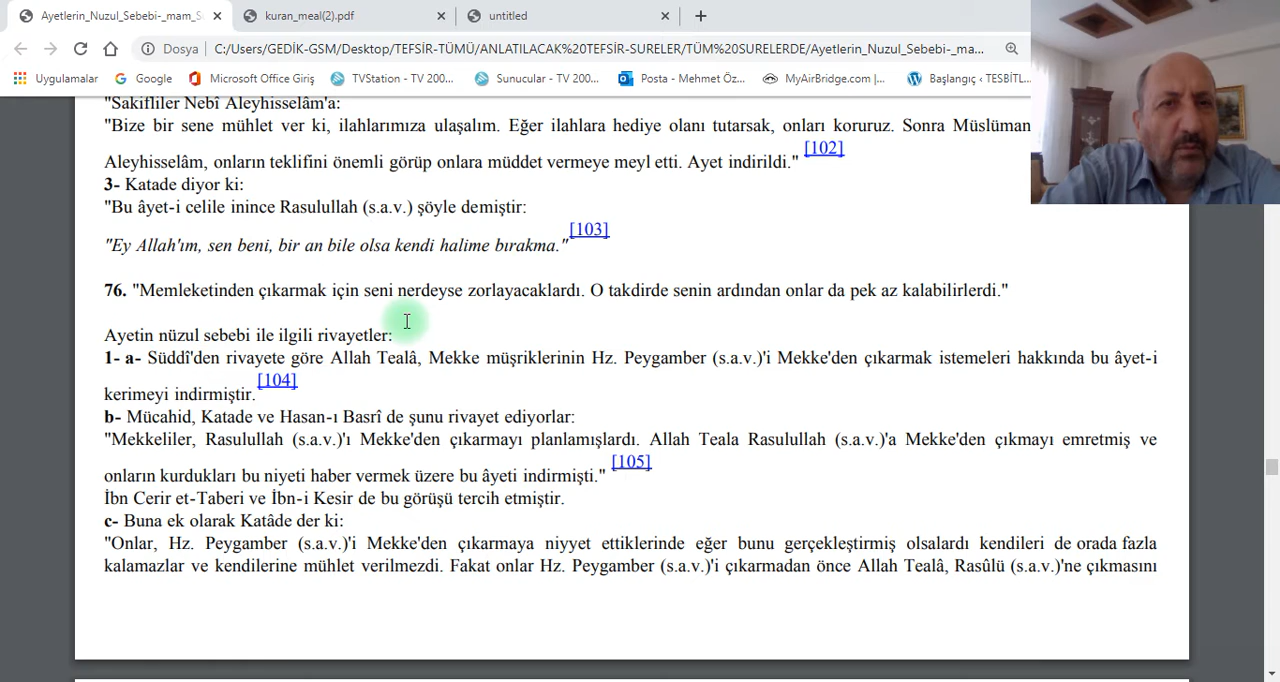 Ayetlerin_Nuzul_Sebebi-_mam_S
kuran_meal(2).pdf
untitled
Dosya
C:/Users/GEDİK-GSM/Desktop/TEFSİR-TÜMÜ/ANLATILACAK%20TEFSİR-SURELER/TÜM%20SURELERDE/Ayetlerin_Nuzul_Sebebi-_ma...
Uygulamalar
Google
Microsoft Office Giriş
TVStation - TV 200...
Sunucular - TV 200...
Posta - Mehmet Öz...
MyAirBridge.com |...
Başlangıç ‹ TESBİTL...
"Sakifliler Nebî Aleyhisselâm'a:
"Bize bir sene mühlet ver ki, ilahlarımıza ulaşalım. Eğer ilahlara hediye olanı tutarsak, onları koruruz. Sonra Müslüman
Aleyhisselâm, onların teklifini önemli görüp onlara müddet vermeye meyl etti. Ayet indirildi." [102]
3- Katade diyor ki:
"Bu âyet-i celile inince Rasulullah (s.a.v.) şöyle demiştir:
"Ey Allah'ım, sen beni, bir an bile olsa kendi halime bırakma." [103]
76. "Memleketinden çıkarmak için seni nerdeyse zorlayacaklardı. O takdirde senin ardından onlar da pek az kalabilirlerdi."
Ayetin nüzul sebebi ile ilgili rivayetler:
1- a- Süddî'den rivayete göre Allah Tealâ, Mekke müşriklerinin Hz. Peygamber (s.a.v.)'i Mekke'den çıkarmak istemeleri hakkında bu âyet-i
kerimeyi indirmiştir. [104]
b- Mücahid, Katade ve Hasan-ı Basrî de şunu rivayet ediyorlar:
"Mekkeliler, Rasulullah (s.a.v.)'ı Mekke'den çıkarmayı planlamışlardı. Allah Teala Rasulullah (s.a.v.)'a Mekke'den çıkmayı emretmiş ve
onların kurdukları bu niyeti haber vermek üzere bu âyeti indirmişti." [105]
İbn Cerir et-Taberi ve İbn-i Kesir de bu görüşü tercih etmiştir.
c- Buna ek olarak Katâde der ki:
"Onlar, Hz. Peygamber (s.a.v.)'i Mekke'den çıkarmaya niyyet ettiklerinde eğer bunu gerçekleştirmiş olsalardı kendileri de orada fazla
kalamazlar ve kendilerine mühlet verilmezdi. Fakat onlar Hz. Peygamber (s.a.v.)'i çıkarmadan önce Allah Tealâ, Rasûlü (s.a.v.)'ne çıkmasını